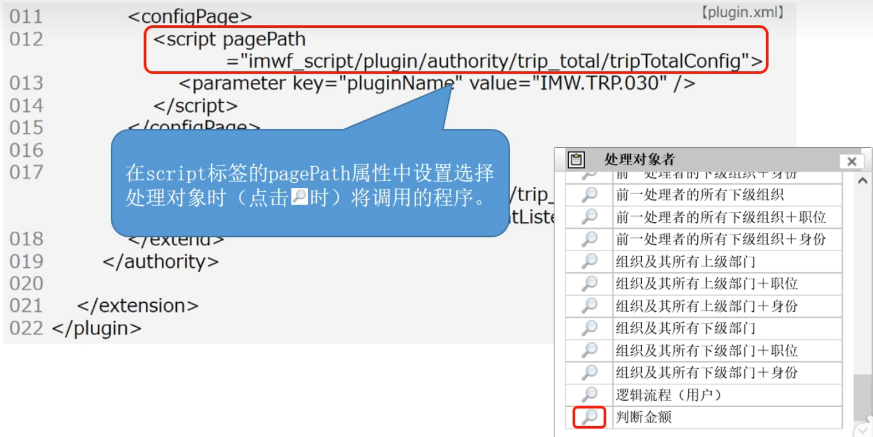 【plugin.xml】
011 <configPage>
012 <script pagePath
="imwf_script/plugin/authority/trip_total/tripTotalConfig">
013 <parameter key="pluginName" value="IMW.TRP.030" />
014 </script>
015 </configPage>
016
017
在script标签的pagePath属性中设置选择
处理对象时（点击时）将调用的程序。
/trip_
ntListe
018 </extend>
019 </authority>
020
021 </extension>
022 </plugin>
处理对象者
前一处理者的下级组织＋身份
前一处理者的所有下级组织
前一处理者的所有下级组织＋职位
前一处理者的所有下级组织＋身份
组织及其所有上级部门
组织及其所有上级部门＋职位
组织及其所有上级部门＋身份
组织及其所有下级部门
组织及其所有下级部门＋职位
组织及其所有下级部门＋身份
逻辑流程（用户）
判断金额